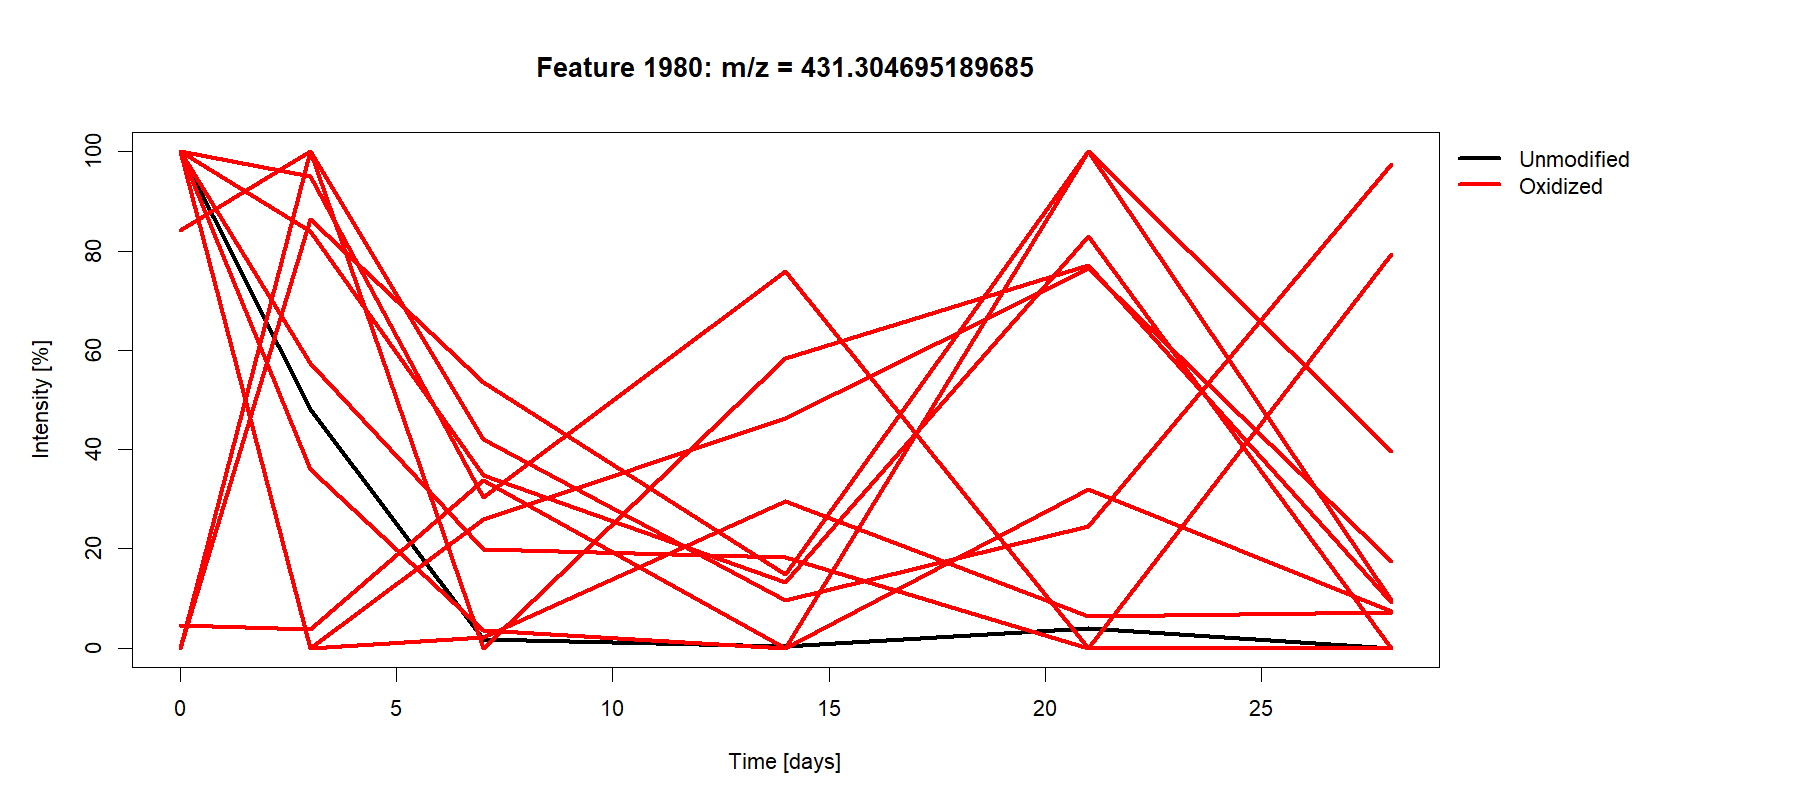 Feature 1980: m/z = 431.304695189685
Unmodified
Oxidized
Intensity [%]
100
80
60
40
20
0
0 5 10 15 20 25
Time [days]